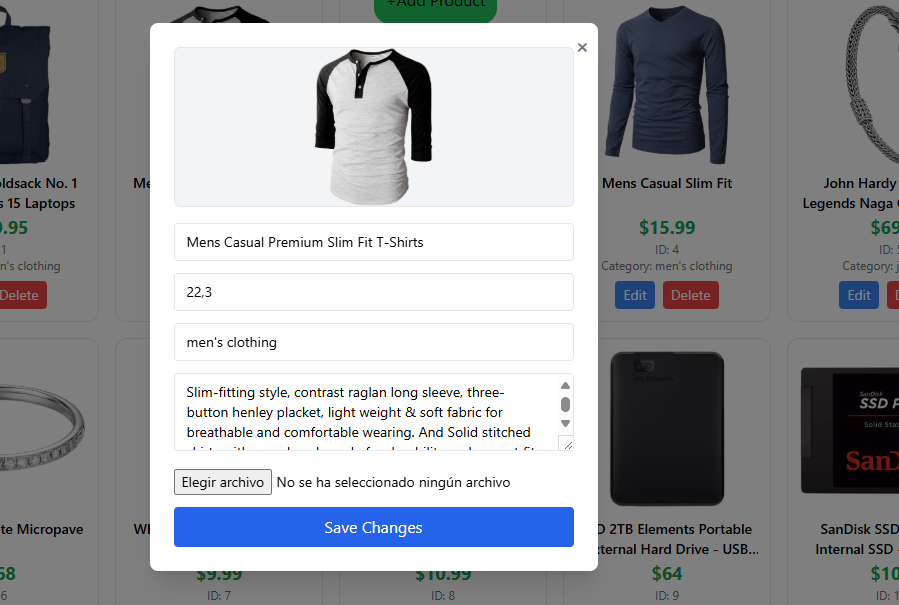 +Add Product
×
oldsack No. 1
s 15 Laptops
9.95
1
n's clothing
Delete
Me
Mens Casual Slim Fit
$15.99
ID: 4
Category: men's clothing
Edit
Delete
John Hardy
Legends Naga
$69
ID: 5
Category: j
Edit
D
Mens Casual Premium Slim Fit T-Shirts
22,3
men's clothing
Slim-fitting style, contrast raglan long sleeve, three-
button henley placket, light weight & soft fabric for
breathable and comfortable wearing. And Solid stitched
Elegir archivo No se ha seleccionado ningún archivo
Save Changes
te Micropave
68
6
Wh
$9.99
ID: 7
$10.99
ID: 8
D 2TB Elements Portable
xternal Hard Drive - USB...
$64
ID: 9
SanDisk
SSD P
Solid Stat
SanD
SanDisk SSD
Internal SSD -
$10
ID: 1